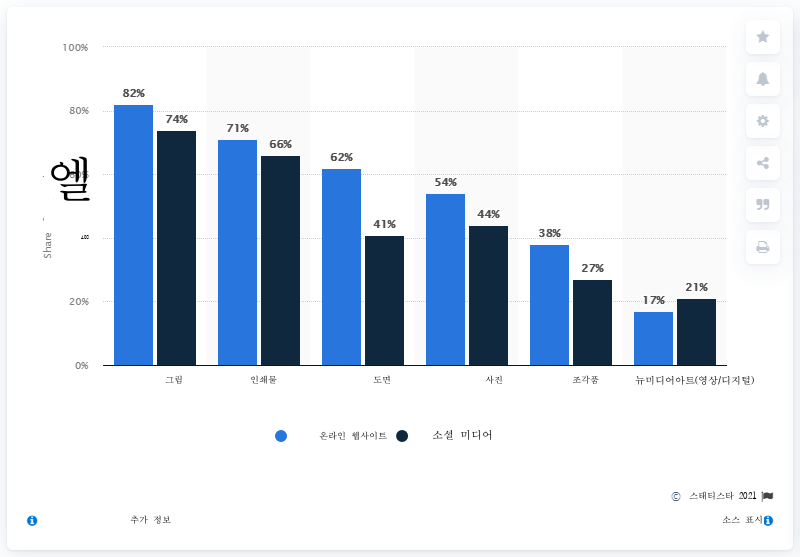 100%
80%
20%
0%
엘
Share
82%
74%
71%
66%
62%
41%
54%
44%
38%
27%
17%
21%
그림
인쇄물
도면
사진
조각품
뉴미디어아트(영상/디지털)
온라인 웹사이트
소셜 미디어
© 스태티스타 2021
추가 정보
소스 표시